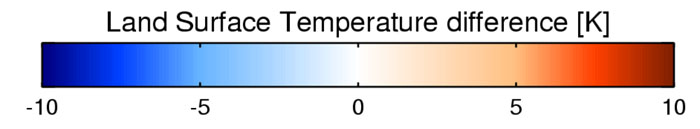 Land Surface Temperature difference [K]
-10 -5 0 5 10